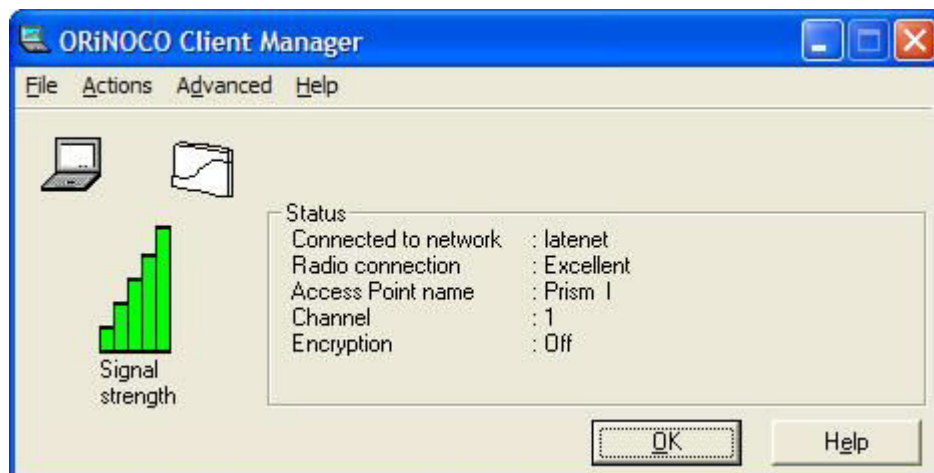 ORiNOCO Client Manager
File Actions Advanced Help
Status
Connected to network : latenet
Radio connection : Excellent
Access Point name : Prism I
Channel : 1
Encryption : Off
Signal
strength
OK Help